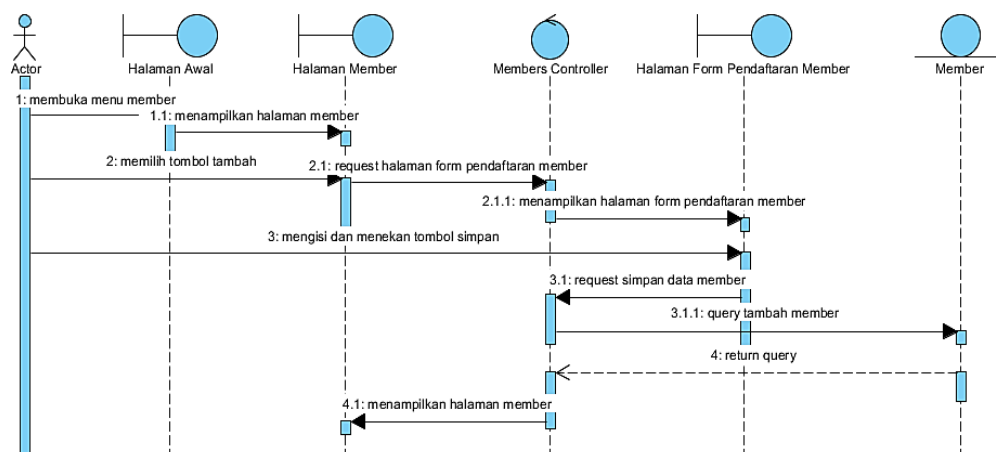 Actor
Halaman Awal
Halaman Member
Members Controller
Halaman Form Pendaftaran Member
Member
1: membuka menu member
1.1: menampilkan halaman member
2: memilih tombol tambah
2.1: request halaman form pendaftaran member
2.1.1: menampilkan halaman form pendaftaran member
3: mengisi dan menekan tombol simpan
3.1: request simpan data member
3.1.1: query tambah member
4: return query
4.1: menampilkan halaman member